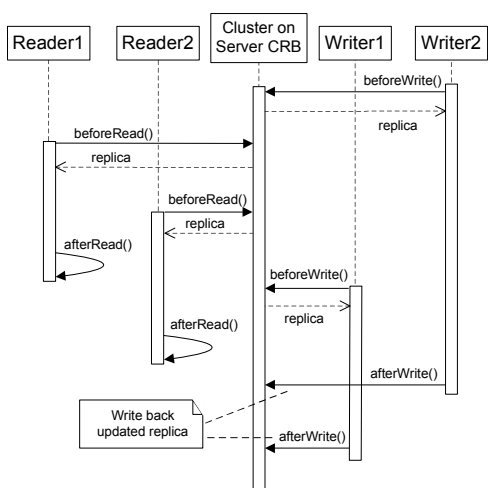 Reader1
Reader2
Cluster on
Server CRB
Writer1
Writer2
beforeWrite()
replica
beforeRead()
replica
beforeRead()
replica
afterRead()
beforeWrite()
replica
afterRead()
afterWrite()
Write back
updated replica
afterWrite()